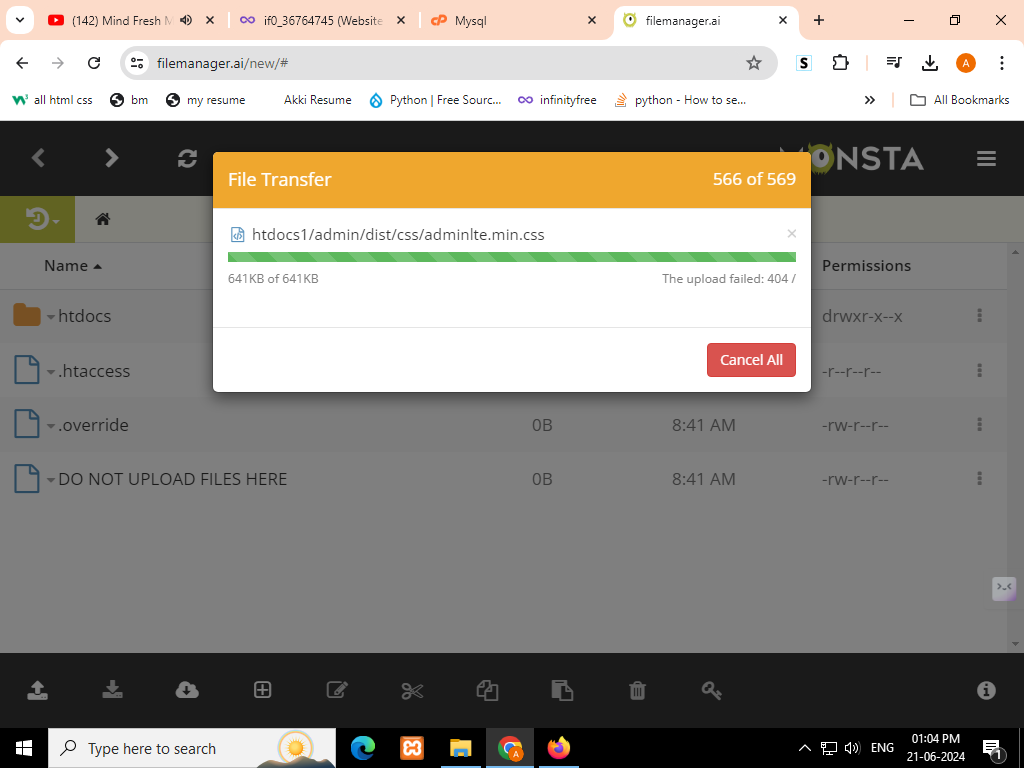 (142) Mind Fresh M
if0_36764745 (Website
Mysql
filemanager.ai
filemanager.ai/new/#
S
A
all html css
bm
my resume
Akki Resume
Python | Free Sourc...
infinityfree
python - How to se...
All Bookmarks
MONSTA
File Transfer
566 of 569
htdocs1/admin/dist/css/adminlte.min.css
641KB of 641KB
The upload failed: 404 /
Cancel All
Name
Permissions
htdocs
drwxr-x--x
.htaccess
-r--r--r--
.override
0B
8:41 AM
-rw-r--r--
DO NOT UPLOAD FILES HERE
0B
8:41 AM
-rw-r--r--
Type here to search
A
ENG
01:04 PM
21-06-2024
1